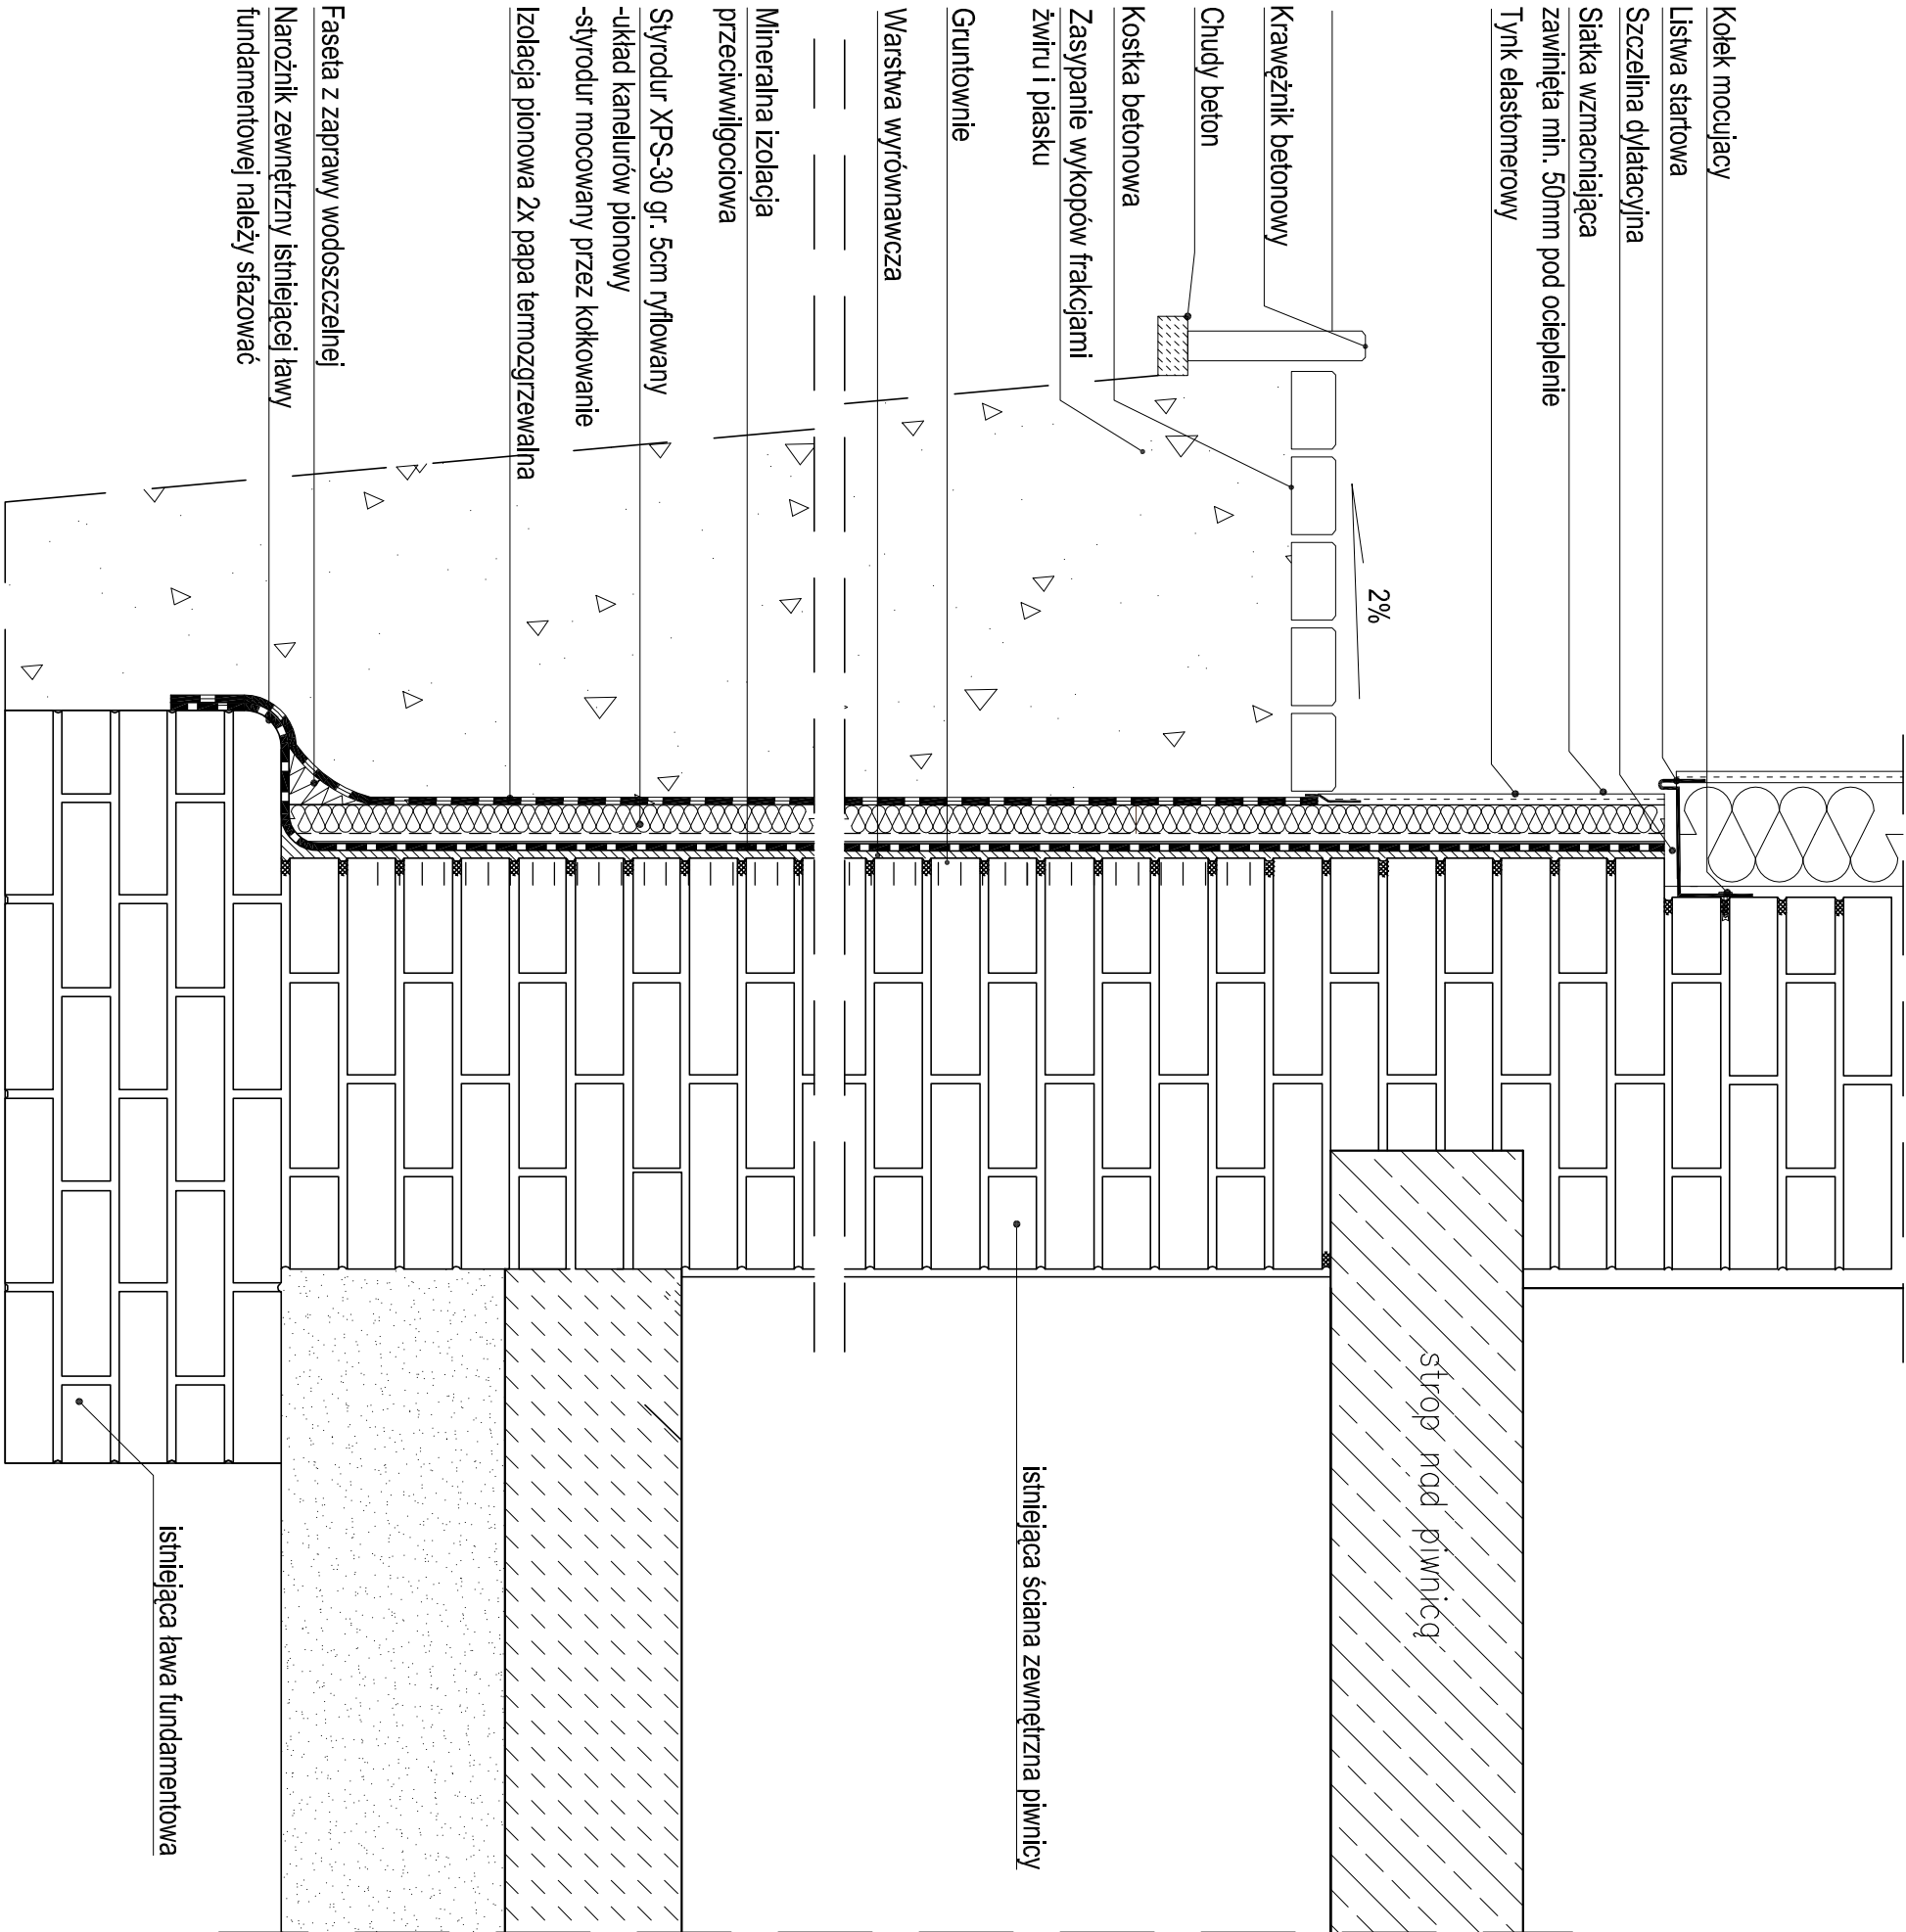 Kołek mocujacy
Listwa startowa
Szczelina dylatacyjna
Siatka wzmacniająca
zawinięta min. 50mm pod ocieplenie
Tynk elastomerowy
2%
Krawężnik betonowy
Chudy beton
Kostka betonowa
Zasypanie wykopów frakcjami
żwiru i piasku
Gruntownie
Warstwa wyrównawcza
Mineralna izolacja
przeciwwilgociowa
Styrodur XPS-30 gr. 5cm ryflowany
-układ kanelurów pionowy
-styrodur mocowany przez kołkowanie
Izolacja pionowa 2x papa termozgrzewalna
Faseta z zaprawy wodoszczelnej
Narożnik zewnętrzny istniejącej ławy
fundamentowej należy sfazować
strop nad piwnicą
istniejąca ściana zewnętrzna piwnicy
istniejąca ława fundamentowa